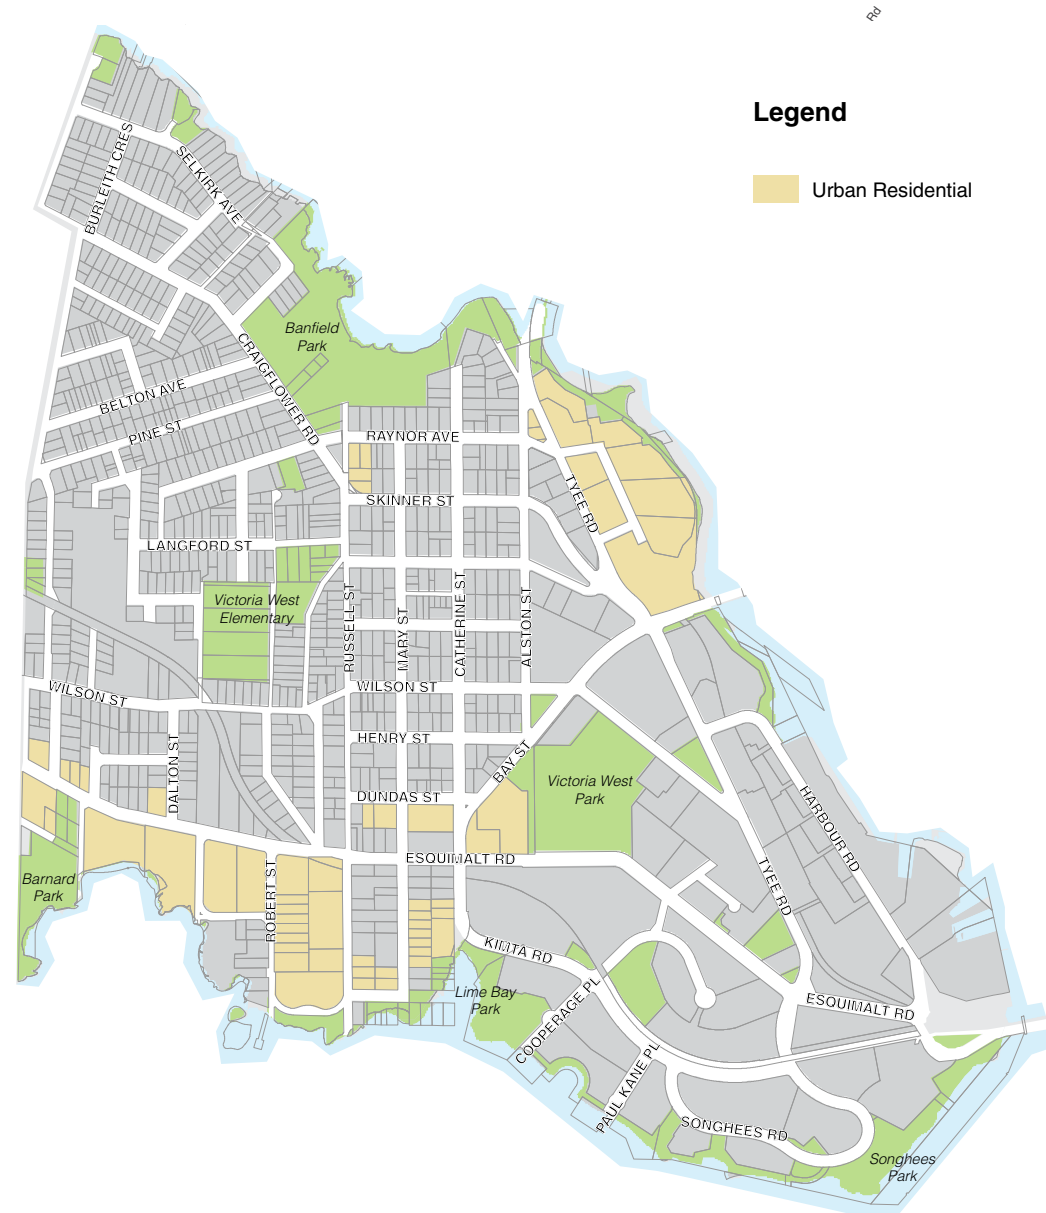 Rd
Legend
Urban Residential
BURLEITH CRES
SELKIRK AVE
Banfield
Park
CRAIGFLOWER RD
BELTON AVE
PINE ST
RAYNOR AVE
SKINNER ST
TYEE RD
LANGFORD ST
Victoria West
Elementary
RUSSELL ST
MARY ST
CATHERINE ST
ALSTON ST
WILSON ST
WILSON ST
HENRY ST
DALTON ST
BAY ST
DUNDAS ST
Victoria West
Park
HARBOUR RD
ESQUIMALT RD
TYEE RD
Barnard
Park
ROBERT ST
KIMTA RD
Lime Bay
Park
COOPERAGE PL
ESQUIMALT RD
PAUL KANE PL
SONGHEES RD
Songhees
Park